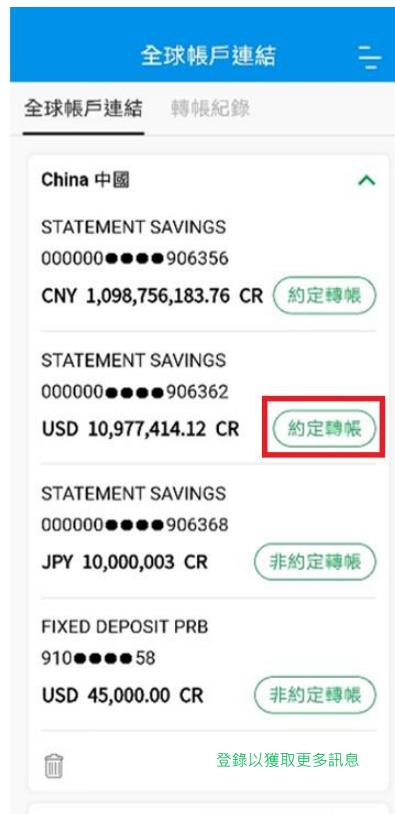 全球帳戶連結
全球帳戶連結 轉帳紀錄
China 中國
STATEMENT SAVINGS
000000●●●●906356
CNY 1,098,756,183.76 CR 約定轉帳
STATEMENT SAVINGS
000000●●●●906362
USD 10,977,414.12 CR 約定轉帳
STATEMENT SAVINGS
000000●●●●906368
JPY 10,000,003 CR 非約定轉帳
FIXED DEPOSIT PRB
910●●●●58
USD 45,000.00 CR 非約定轉帳
登錄以獲取更多訊息